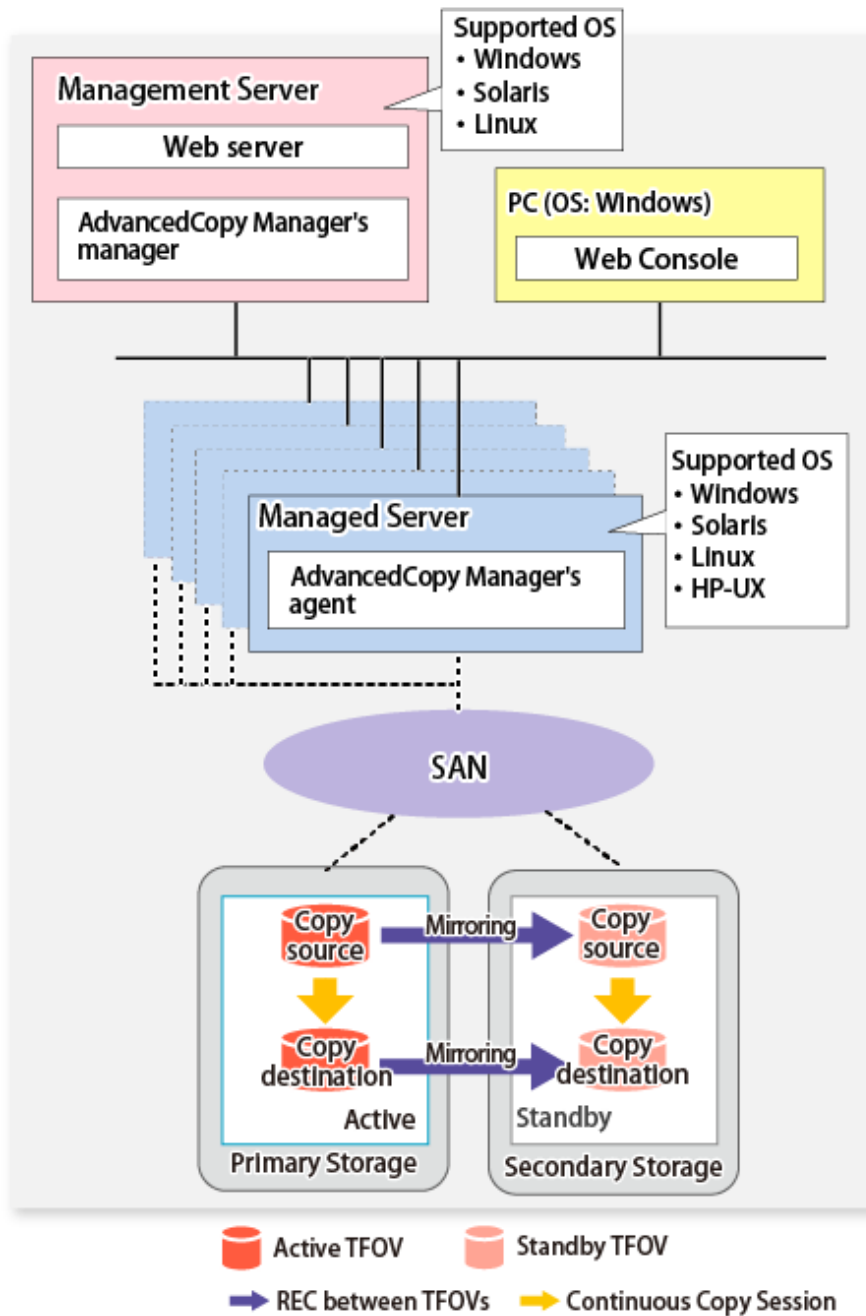 Supported OS
• Windows
• Solaris
• Linux
Management Server
Web server
AdvancedCopy Manager's
manager
PC (OS: Windows)
Web Console
Supported OS
• Windows
• Solaris
• Linux
• HP-UX
Managed Server
AdvancedCopy Manager's
agent
SAN
Copy
source
Mirroring
Copy
source
Copy
destination
Mirroring
Copy
destination
Active
Standby
Primary Storage
Secondary Storage
Active TFOV
Standby TFOV
REC between TFOVs
Continuous Copy Session